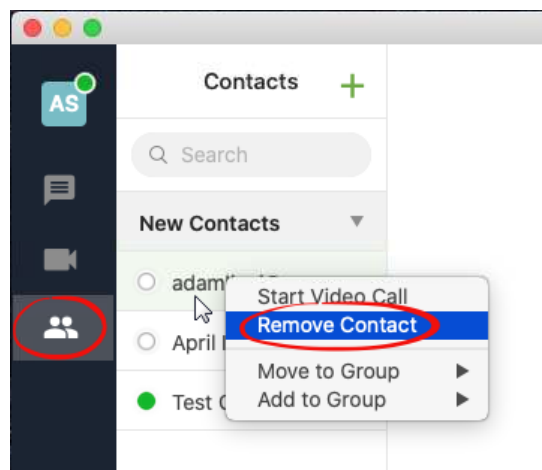 Contacts +
AS
Search
New Contacts
Start Video Call
Remove Contact
April
Move to Group
Test
Add to Group